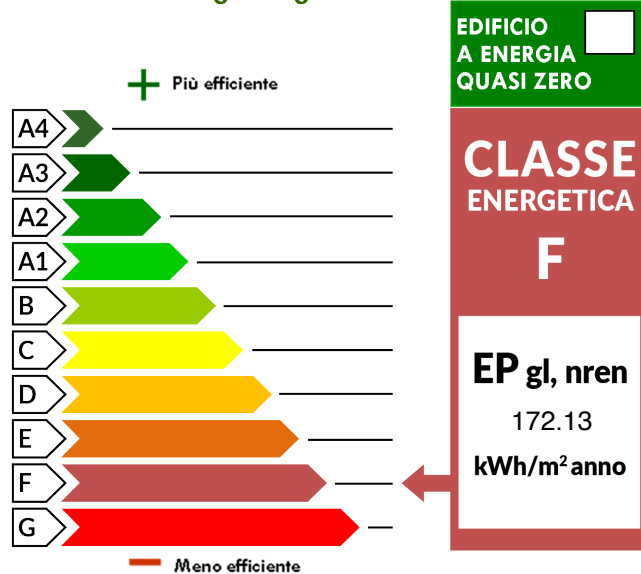 EDIFICIO
A ENERGIA
QUASI ZERO
Più efficiente
A4
A3
A2
A1
B
C
D
E
F
G
Meno efficiente
CLASSE
ENERGETICA
F
EP gl, nren
172.13
kWh/m² anno